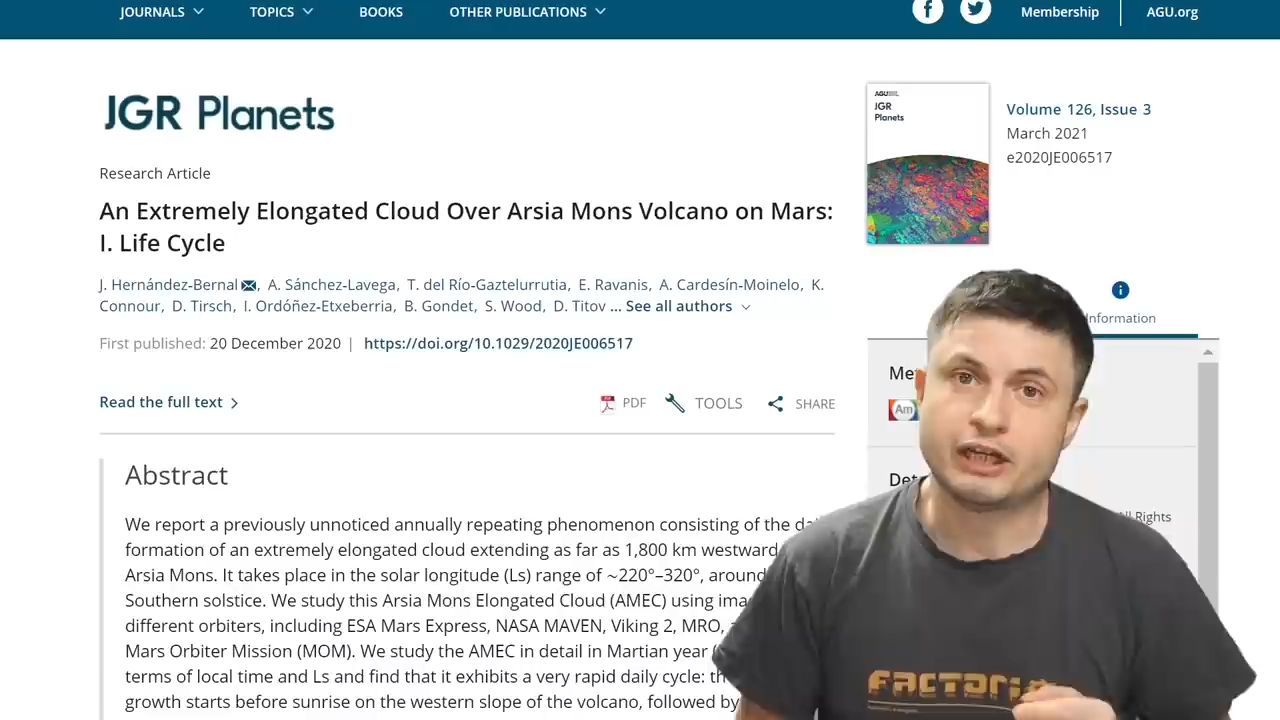 JOURNALS TOPICS BOOKS OTHER PUBLICATIONS Membership AGU.org
JGR Planets
AGU
JGR
Planets
Volume 126, Issue 3
March 2021
e2020JE006517
Research Article
An Extremely Elongated Cloud Over Arsia Mons Volcano on Mars:
I. Life Cycle
J. Hernández-Bernal, A. Sánchez-Lavega, T. del Río-Gaztelurrutia, E. Ravanis, A. Cardesín-Moinelo, K.
Connour, D. Tirsch, I. Ordóñez-Etxeberria, B. Gondet, S. Wood, D. Titov ... See all authors
First published: 20 December 2020 | https://doi.org/10.1029/2020JE006517
Read the full text
PDF TOOLS SHARE
Information
Am
All Rights
Abstract
We report a previously unnoticed annually repeating phenomenon consisting of the
formation of an extremely elongated cloud extending as far as 1,800 km westward
Arsia Mons. It takes place in the solar longitude (Ls) range of ~220°–320°, around
Southern solstice. We study this Arsia Mons Elongated Cloud (AMEC) using
different orbiters, including ESA Mars Express, NASA MAVEN, Viking 2, MRO,
Mars Orbiter Mission (MOM). We study the AMEC in detail in Martian year
terms of local time and Ls and find that it exhibits a very rapid daily cycle:
growth starts before sunrise on the western slope of the volcano, followed by
FACTORI